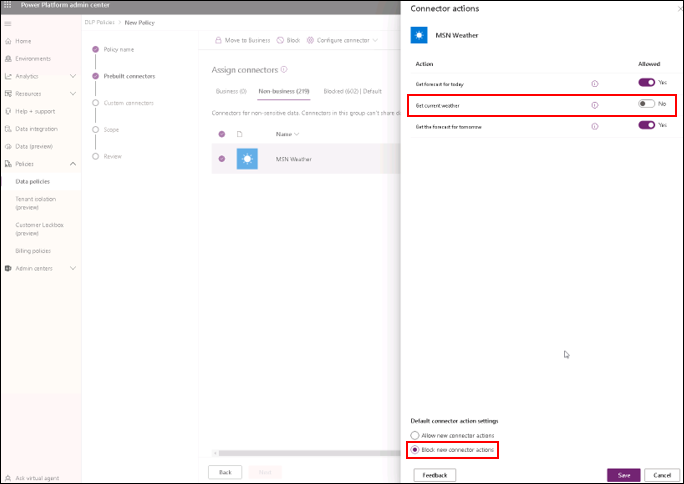 Power Platform admin center
Home
Environments
Analytics
Resources
Help + support
Data integration
Data (preview)
Policies
Data policies
Tenant isolation
(preview)
Customer Lockbox
(preview)
Billing policies
Admin centers
Ask virtual agent
DLP Policies > New Policy
Policy name
Prebuilt connectors
Custom connectors
Scope
Review
Move to Business Block Configure connector
Assign connectors
Business (0) Non-business (219) Blocked (602) | Default
Connectors for non-sensitive data. Connectors in this group can't share d
Name
MSN Weather
Back Next
Connector actions
MSN Weather
Action Allowed
Get forecast for today Yes
Get current weather No
Get the forecast for tomorrow Yes
Default connector action settings
Allow new connector actions
Block new connector actions
Feedback Save Cancel